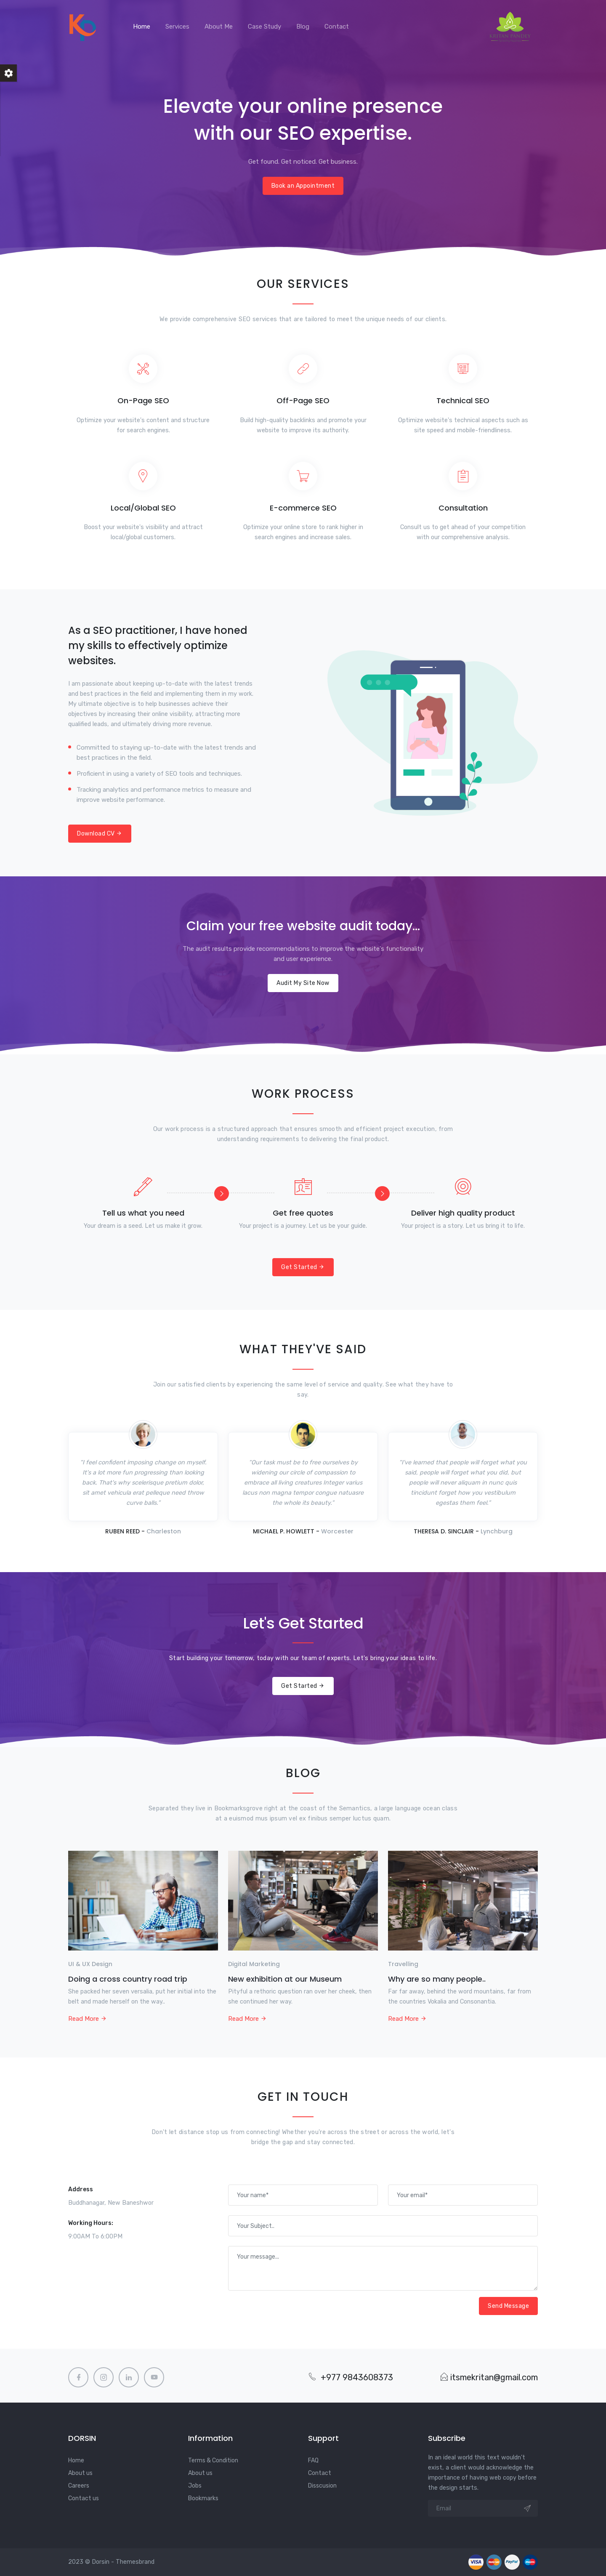 Home Services About Me Case Study Blog Contact
Elevate your online presence
with our SEO expertise.
Get found. Get noticed. Get business.
Book an Appointment
OUR SERVICES
We provide comprehensive SEO services that are tailored to meet the unique needs of our clients.
On-Page SEO
Optimize your website's content and structure
for search engines.
Off-Page SEO
Build high-quality backlinks and promote your
website to improve its authority.
Technical SEO
Optimize website's technical aspects such as
site speed and mobile-friendliness.
Local/Global SEO
Boost your website's visibility and attract
local/global customers.
E-commerce SEO
Optimize your online store to rank higher in
search engines and increase sales.
Consultation
Consult us to get ahead of your competition
with our comprehensive analysis.
As a SEO practitioner, I have honed
my skills to effectively optimize
websites.
I am passionate about keeping up-to-date with the latest trends
and best practices in the field and implementing them in my work.
My ultimate objective is to help businesses achieve their
objectives by increasing their online visibility, attracting more
qualified leads, and ultimately driving more revenue.
Committed to staying up-to-date with the latest trends and
best practices in the field.
Proficient in using a variety of SEO tools and techniques.
Tracking analytics and performance metrics to measure and
improve website performance.
Download CV →
Claim your free website audit today...
The audit results provide recommendations to improve the website's functionality
and user experience.
Audit My Site Now
WORK PROCESS
Our work process is a structured approach that ensures smooth and efficient project execution, from
understanding requirements to delivering the final product.
Tell us what you need
Your dream is a seed. Let us make it grow.
Get free quotes
Your project is a journey. Let us be your guide.
Deliver high quality product
Your project is a story. Let us bring it to life.
Get Started →
WHAT THEY'VE SAID
Join our satisfied clients by experiencing the same level of service and quality. See what they have to
say.
"I feel confident imposing change on myself.
It's a lot more fun progressing than looking
back. That's why scelerisque pretium dolor,
sit amet vehicula erat pelleque need throw
curve balls."
RUBEN REED - Charleston
"Our task must be to free ourselves by
widening our circle of compassion to
embrace all living creatures Integer varius
lacus non magna tempor congue natuasre
the whole its beauty."
MICHAEL P. HOWLETT - Worcester
"I've learned that people will forget what you
said, people will forget what you did, but
people will never aliquam in nunc quis
tincidunt forget how you vestibulum
egestas them feel."
THERESA D. SINCLAIR - Lynchburg
Let's Get Started
Start building your tomorrow, today with our team of experts. Let's bring your ideas to life.
Get Started →
BLOG
Separated they live in Bookmarksgrove right at the coast of the Semantics, a large language ocean class
at a euismod mus ipsum vel ex finibus semper luctus quam.
UI & UX Design
Doing a cross country road trip
She packed her seven versalia, put her initial into the
belt and made herself on the way..
Read More →
Digital Marketing
New exhibition at our Museum
Pityful a rethoric question ran over her cheek, then
she continued her way.
Read More →
Travelling
Why are so many people..
Far far away, behind the word mountains, far from
the countries Vokalia and Consonantia.
Read More →
GET IN TOUCH
Don't let distance stop us from connecting! Whether you're across the street or across the world, let's
bridge the gap and stay connected.
Address
Buddhanagar, New Baneshwor
Working Hours:
9:00AM To 6:00PM
Your name*
Your email*
Your Subject..
Your message...
Send Message
+977 9843608373
itsmekritan@gmail.com
DORSIN
Home
About us
Careers
Contact us
Information
Terms & Condition
About us
Jobs
Bookmarks
Support
FAQ
Contact
Disscusion
Subscribe
In an ideal world this text wouldn't
exist, a client would acknowledge the
importance of having web copy before
the design starts.
Email
2023 © Dorsin - Themesbrand
VISA
PayPal